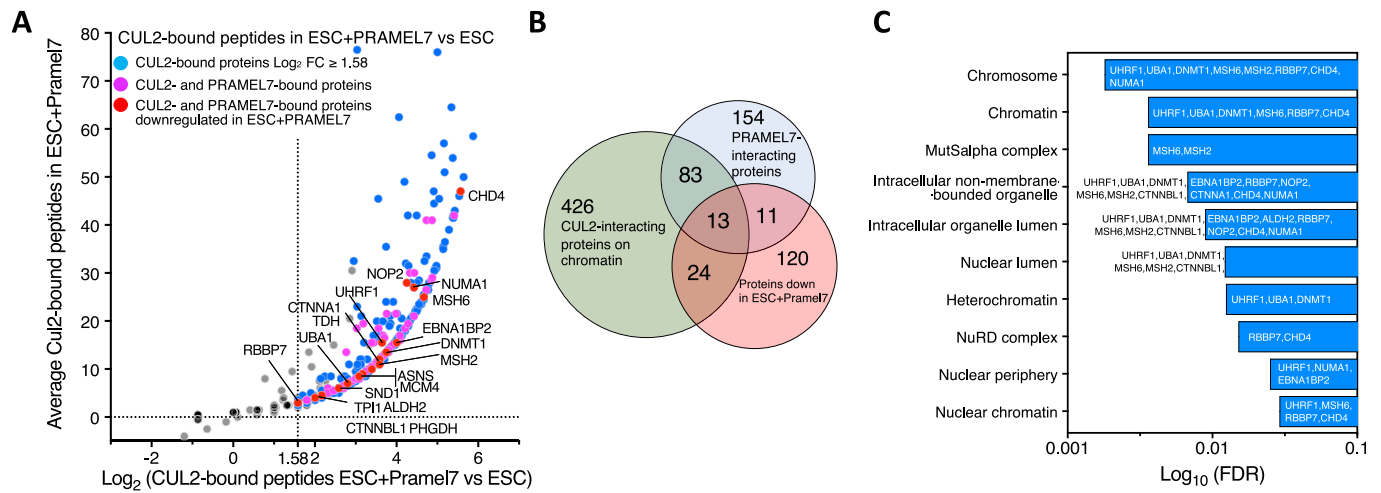 A
CUL2-bound peptides in ESC+PRAMEL7 vs ESC
CUL2-bound proteins Log₂ FC ≥ 1.58
CUL2- and PRAMEL7-bound proteins
CUL2- and PRAMEL7-bound proteins
downregulated in ESC+PRAMEL7
Average Cul2-bound peptides in ESC+Pramel7
80
70
60
50
40
30
20
10
0
CHD4
NOP2
NUMA1
UHRF1
MSH6
CTNNA1
TDH
EBNA1BP2
UBA1
DNMT1
RBBP7
MSH2
ASNS
MCM4
SND1
TPI1 ALDH2
CTNNBL1 PHGDH
-2
0
1.58
2
4
6
Log₂ (CUL2-bound peptides ESC+Pramel7 vs ESC)
B
154
PRAMEL7-
interacting
proteins
83
426
CUL2-interacting
proteins on
chromatin
13
11
24
120
Proteins down
in ESC+Pramel7
C
Chromosome
UHRF1,UBA1,DNMT1,MSH6,MSH2,RBBP7,CHD4,
NUMA1
Chromatin
UHRF1,UBA1,DNMT1,MSH6,RBBP7,CHD4
MutSalpha complex
MSH6,MSH2
Intracellular non-membrane-
-bounded organelle
UHRF1,UBA1,DNMT1, EBNA1BP2,RBBP7,NOP2,
MSH6,MSH2,CTNNBL1, CTNNA1,CHD4,NUMA1
Intracellular organelle lumen
UHRF1,UBA1,DNMT1, EBNA1BP2,ALDH2,RBBP7,
MSH6,MSH2,CTNNBL1, NOP2,CHD4,NUMA1
Nuclear lumen
UHRF1,UBA1,DNMT1,
MSH6,MSH2,CTNNBL1,
Heterochromatin
UHRF1,UBA1,DNMT1
NuRD complex
RBBP7,CHD4
Nuclear periphery
UHRF1,NUMA1,
EBNA1BP2
Nuclear chromatin
UHRF1,MSH6,
RBBP7,CHD4
0.001
0.01
0.1
Log₁₀ (FDR)